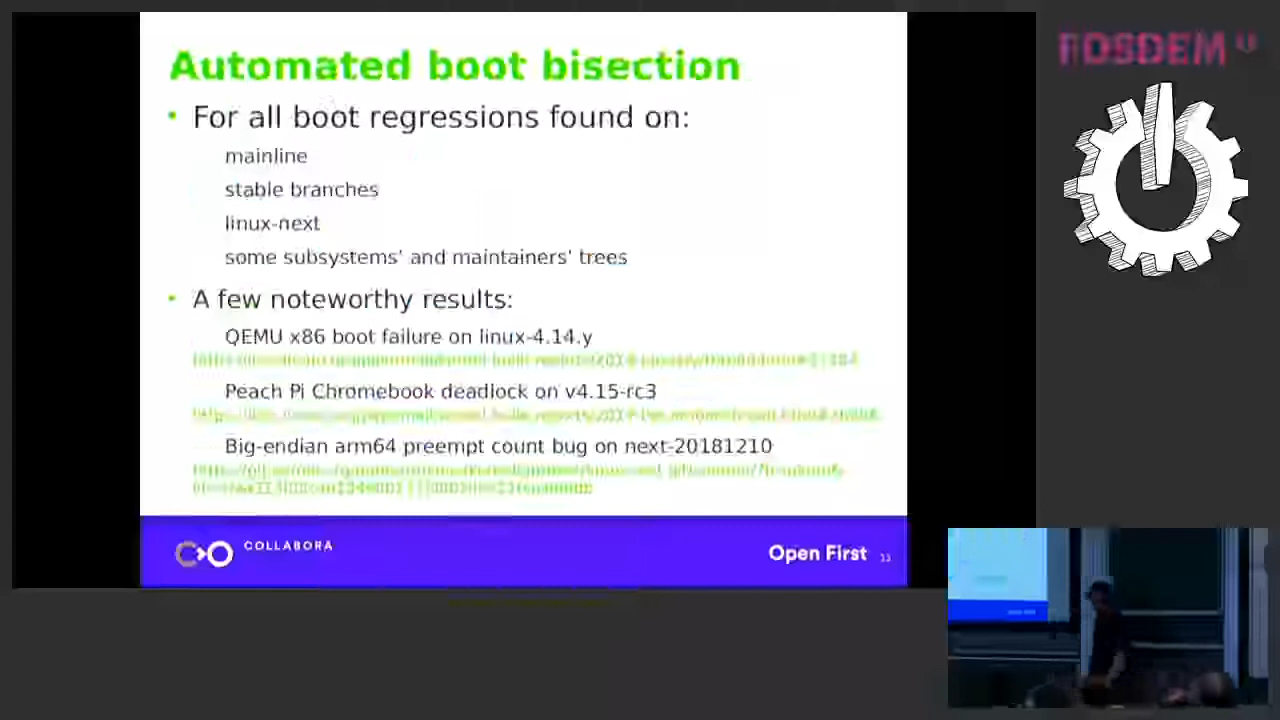 Automated boot bisection
• For all boot regressions found on:
mainline
stable branches
linux-next
some subsystems’ and maintainers’ trees
• A few noteworthy results:
QEMU x86 boot failure on linux-4.14.y
Peach Pi Chromebook deadlock on v4.15-rc3
Big-endian arm64 preempt count bug on next-20181210
COLLABORA
Open First
FOSDEM